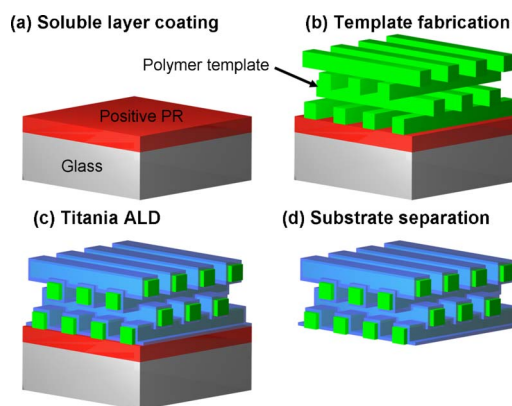 (a) Soluble layer coating
(b) Template fabrication
Polymer template
Positive PR
Glass
(c) Titania ALD
(d) Substrate separation